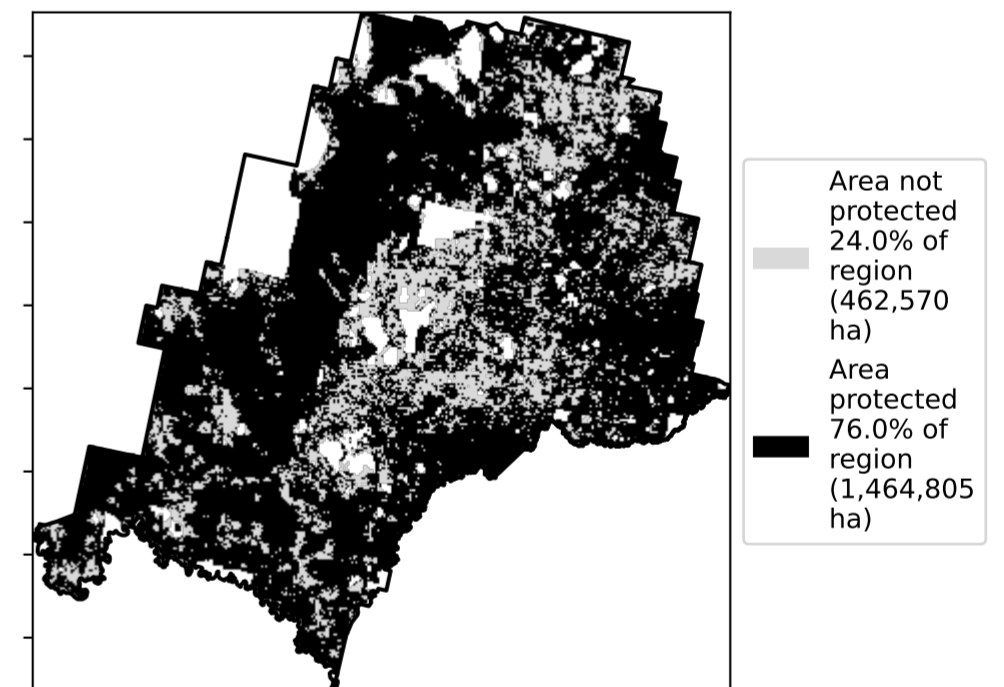 Area not
protected
24.0% of
region
(462,570
ha)
Area
protected
76.0% of
region
(1,464,805
ha)